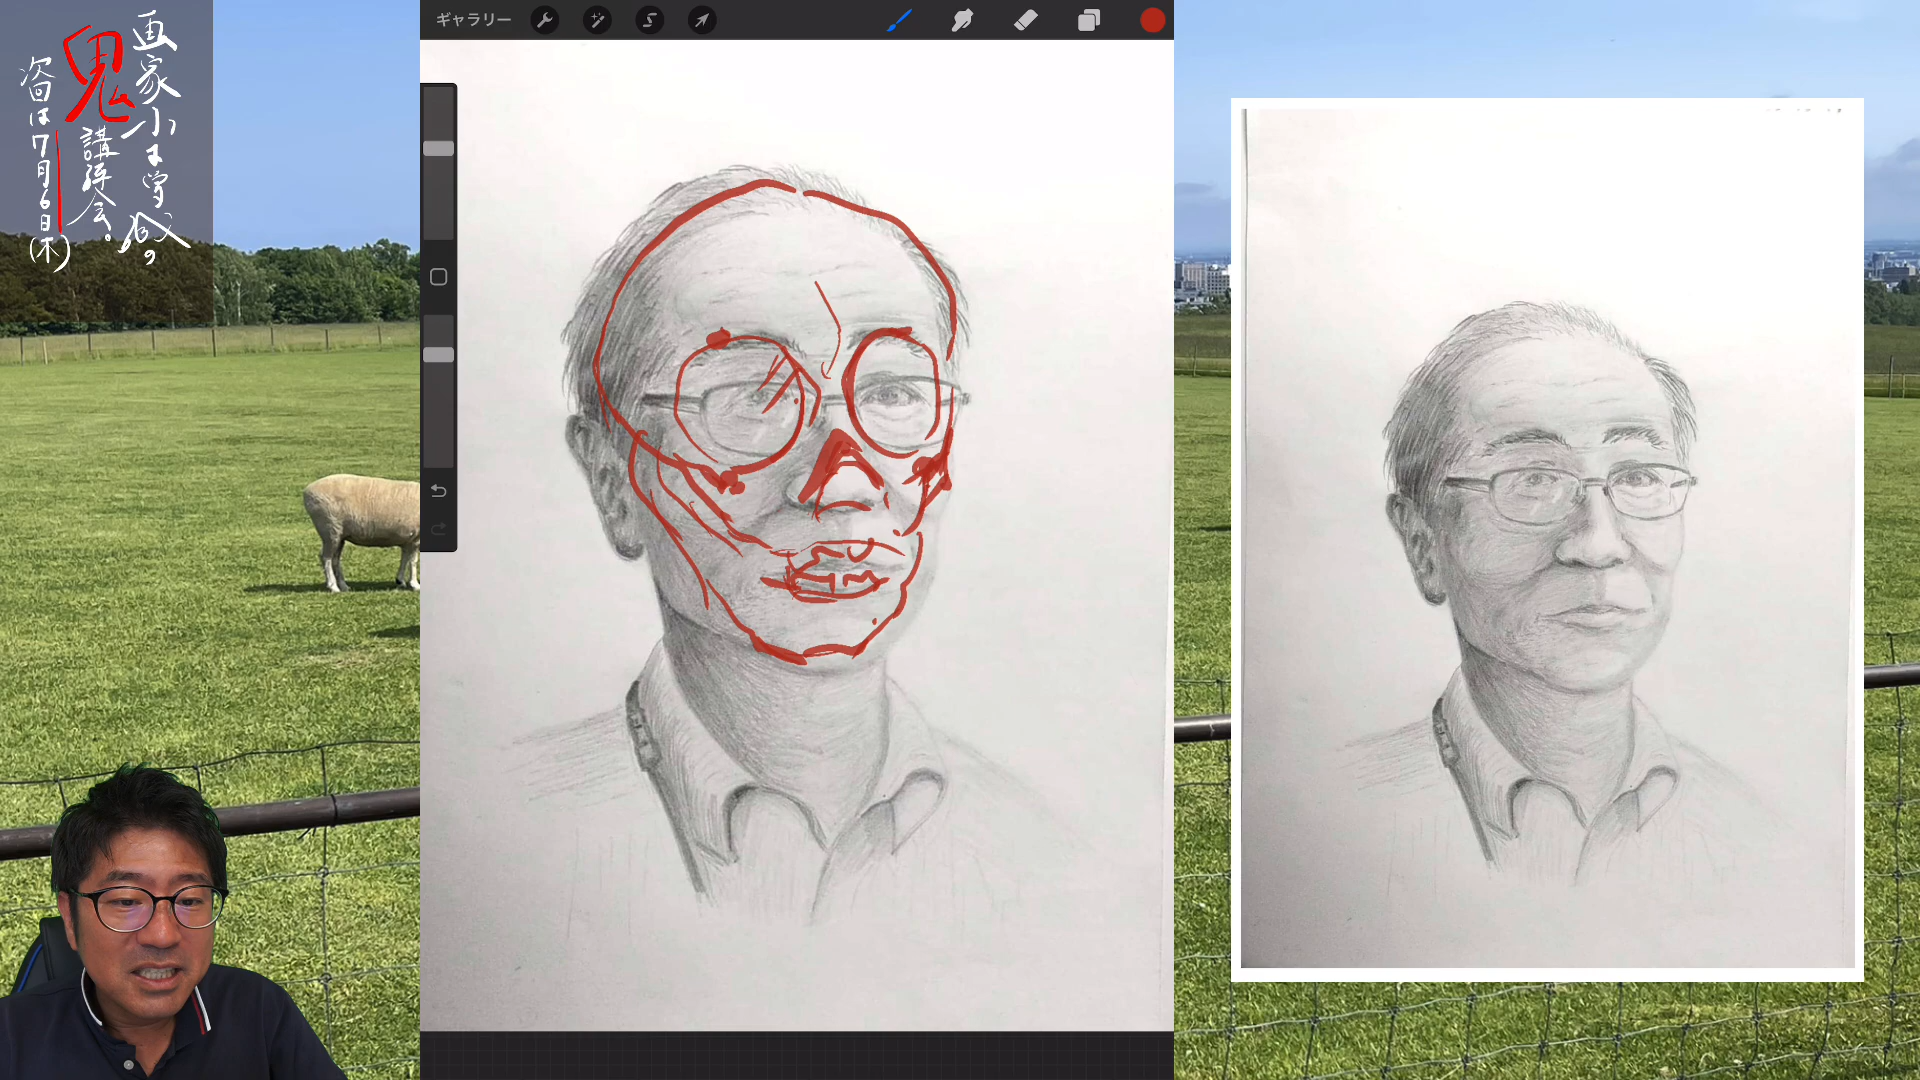 画家小木曽誠の
鬼
講評会。
次回は7月6日(木)
ギャラリー